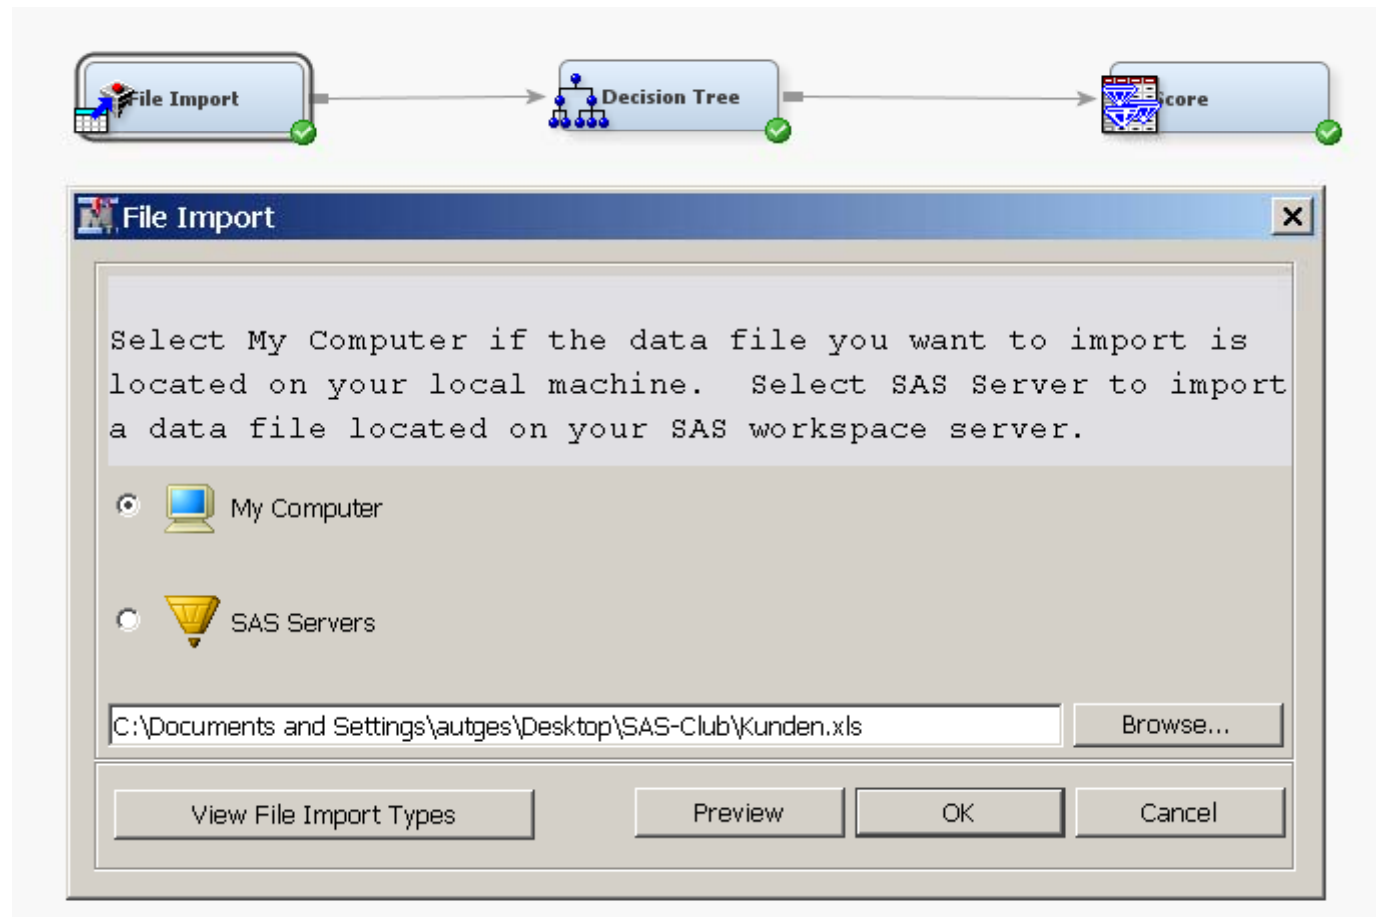 File Import
Decision Tree
Score
File Import
Select My Computer if the data file you want to import is
located on your local machine.  Select SAS Server to import
a data file located on your SAS workspace server.
My Computer
SAS Servers
C:\Documents and Settings\autges\Desktop\SAS-Club\Kunden.xls
Browse...
View File Import Types
Preview
OK
Cancel